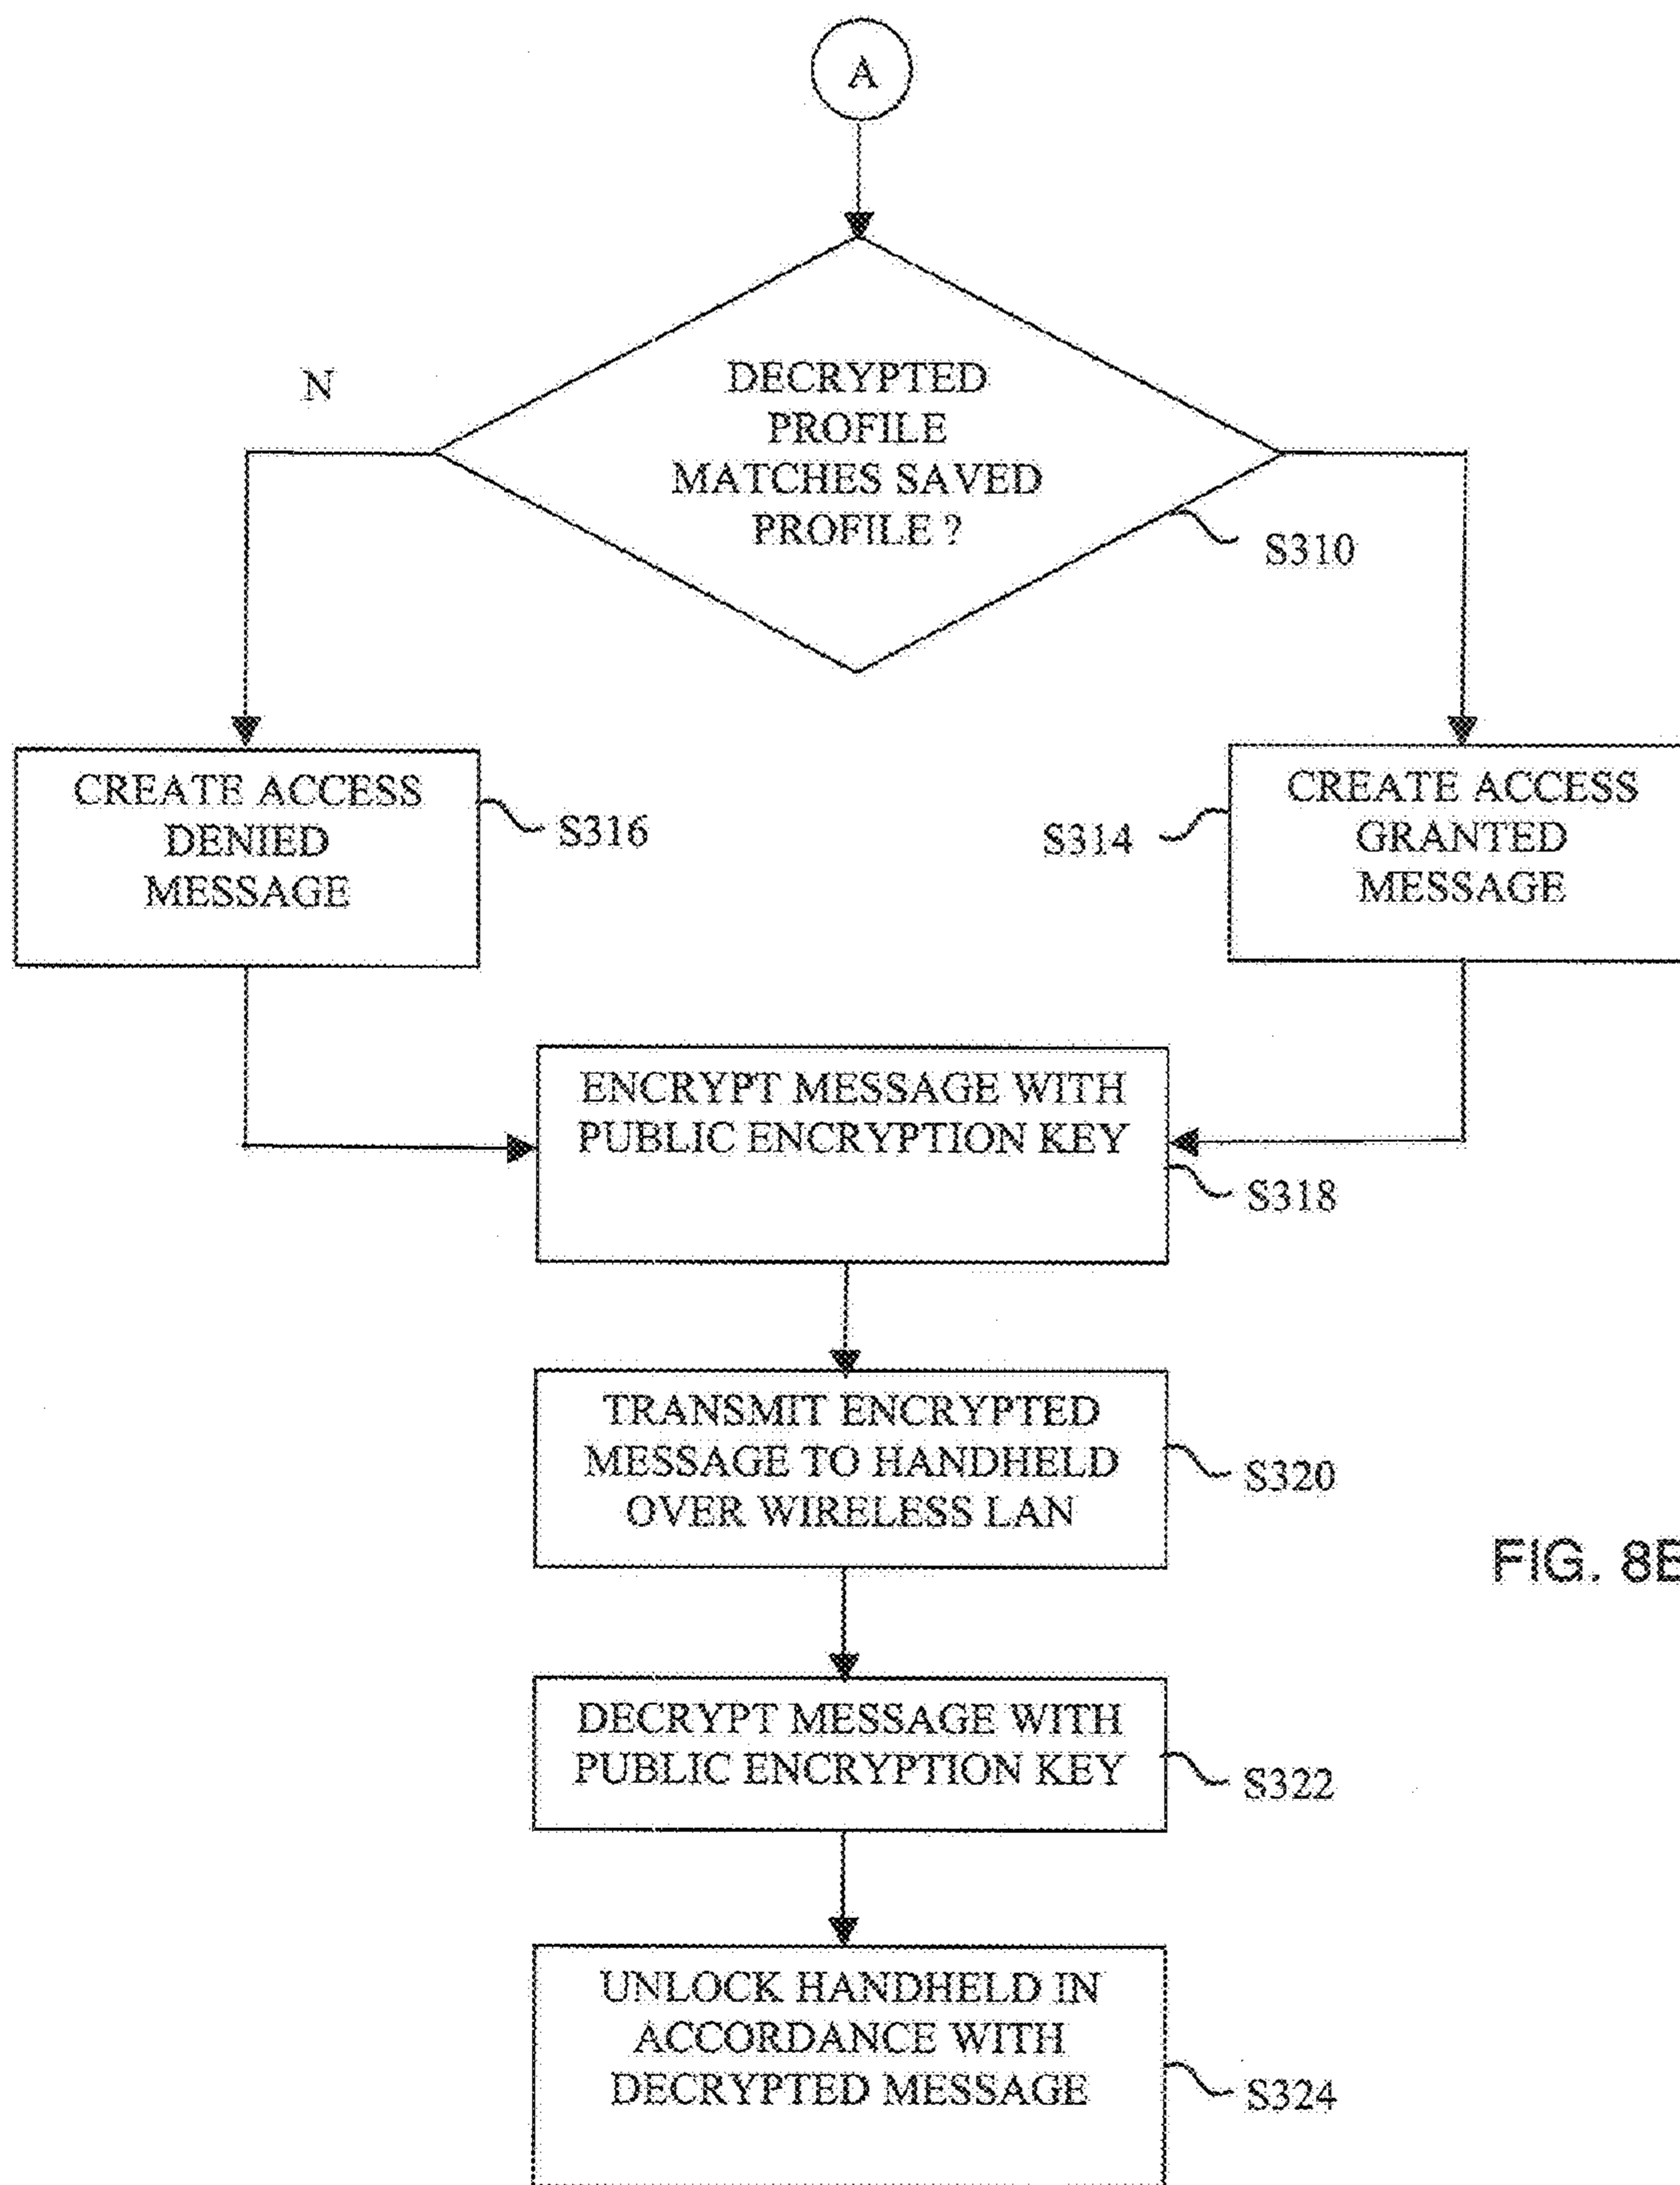 A
N
DECRYPTED
PROFILE
MATCHES SAVED
PROFILE ?
S310
CREATE ACCESS
DENIED
MESSAGE
S316
S314
CREATE ACCESS
GRANTED
MESSAGE
ENCRYPT MESSAGE WITH
PUBLIC ENCRYPTION KEY
S318
TRANSMIT ENCRYPTED
MESSAGE TO HANDHELD
OVER WIRELESS LAN
S320
FIG.
DECRYPT MESSAGE WITH
PUBLIC ENCRYPTION KEY
S322
UNLOCK HANDHELD IN
ACCORDANCE WITH
DECRYPTED MESSAGE
S324